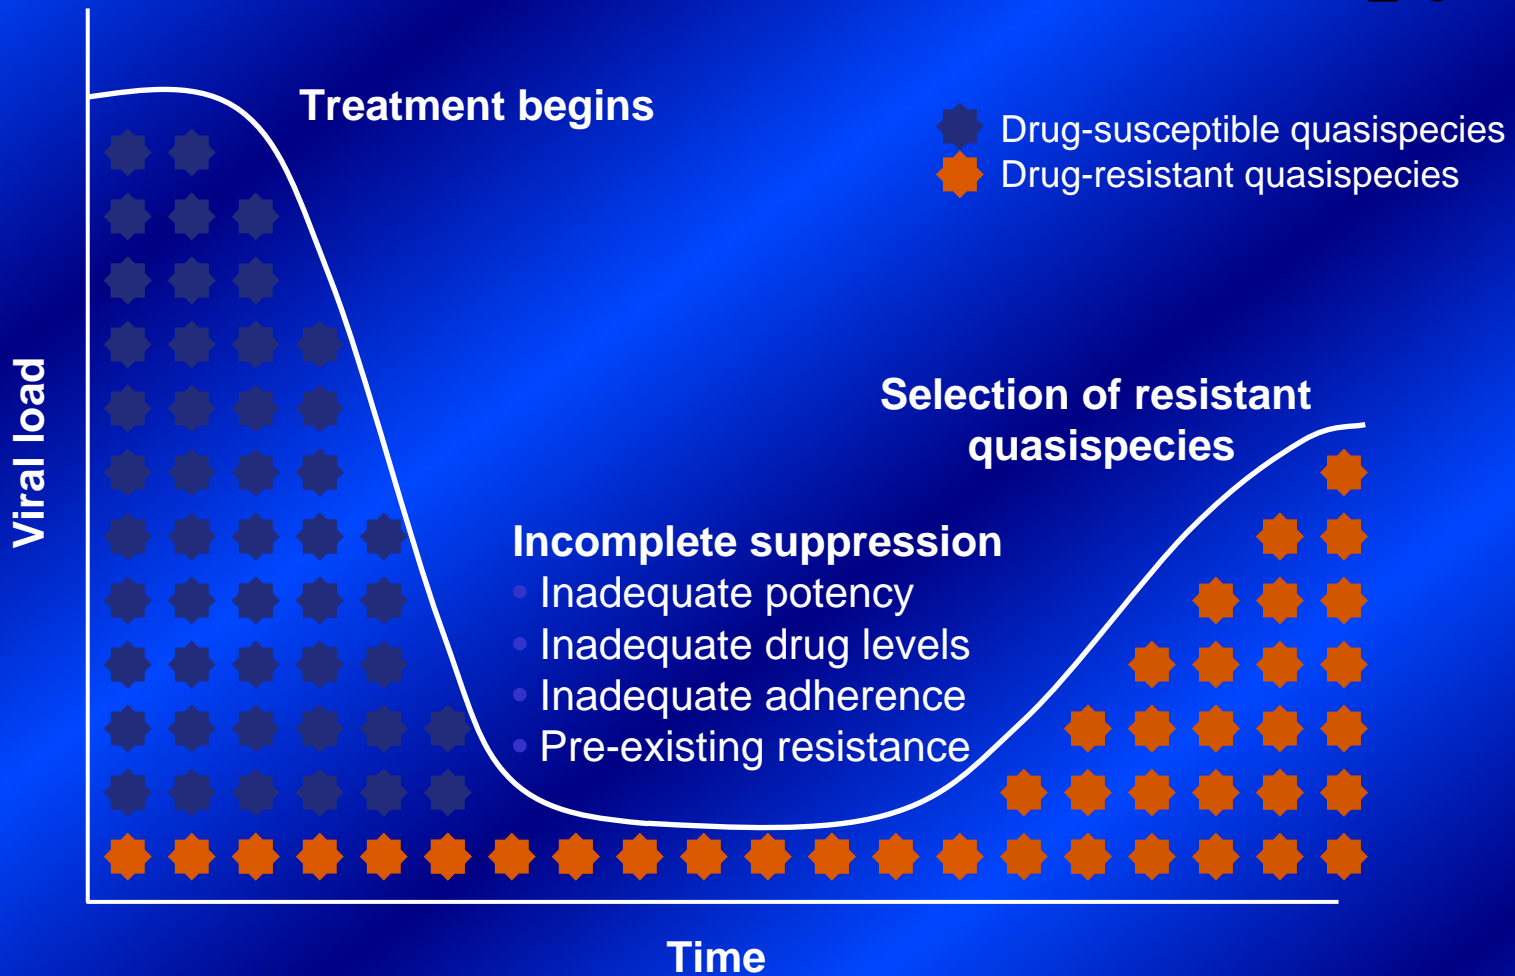 Treatment begins
Drug-susceptible quasispecies
Drug-resistant quasispecies
Viral load
Selection of resistant
quasispecies
Incomplete suppression
• Inadequate potency
• Inadequate drug levels
• Inadequate adherence
• Pre-existing resistance
Time